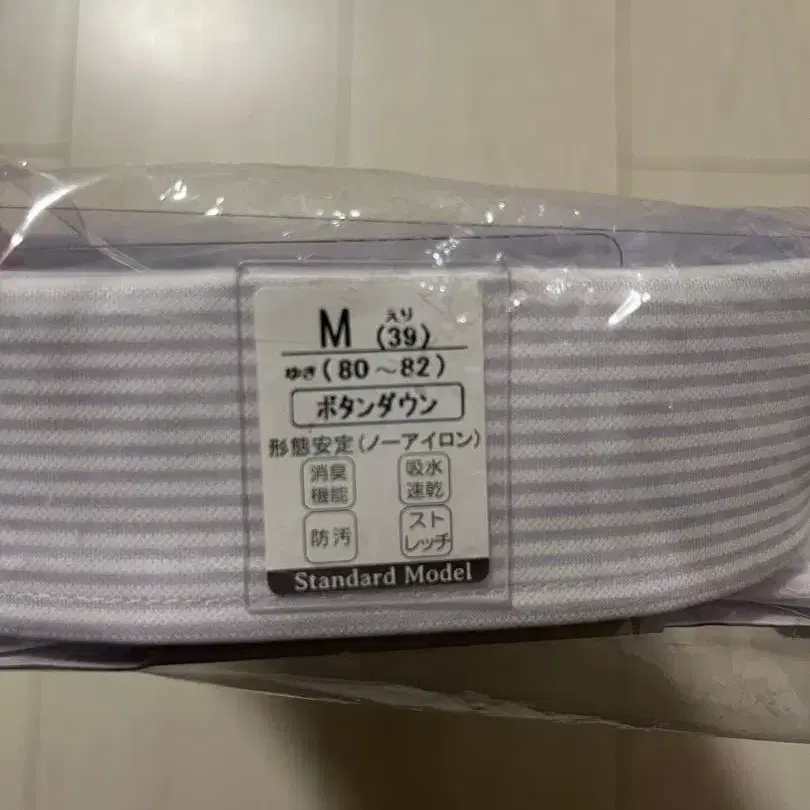 えり
M (39)
ゆき(80～82)
ボタンダウン
形態安定(ノーアイロン)
消臭 吸水
機能 速乾
防汚 スト
レッチ
Standard Model